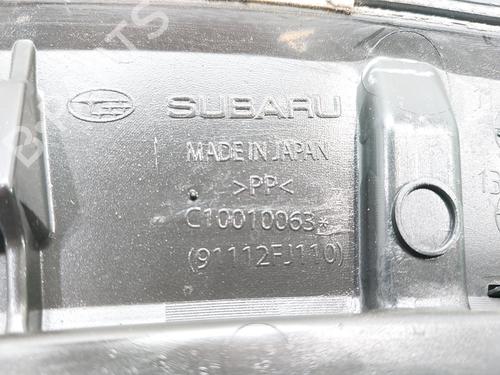 SUBARU
MADE IN JAPAN
>PP<
C10010063*
(91112FJ110)